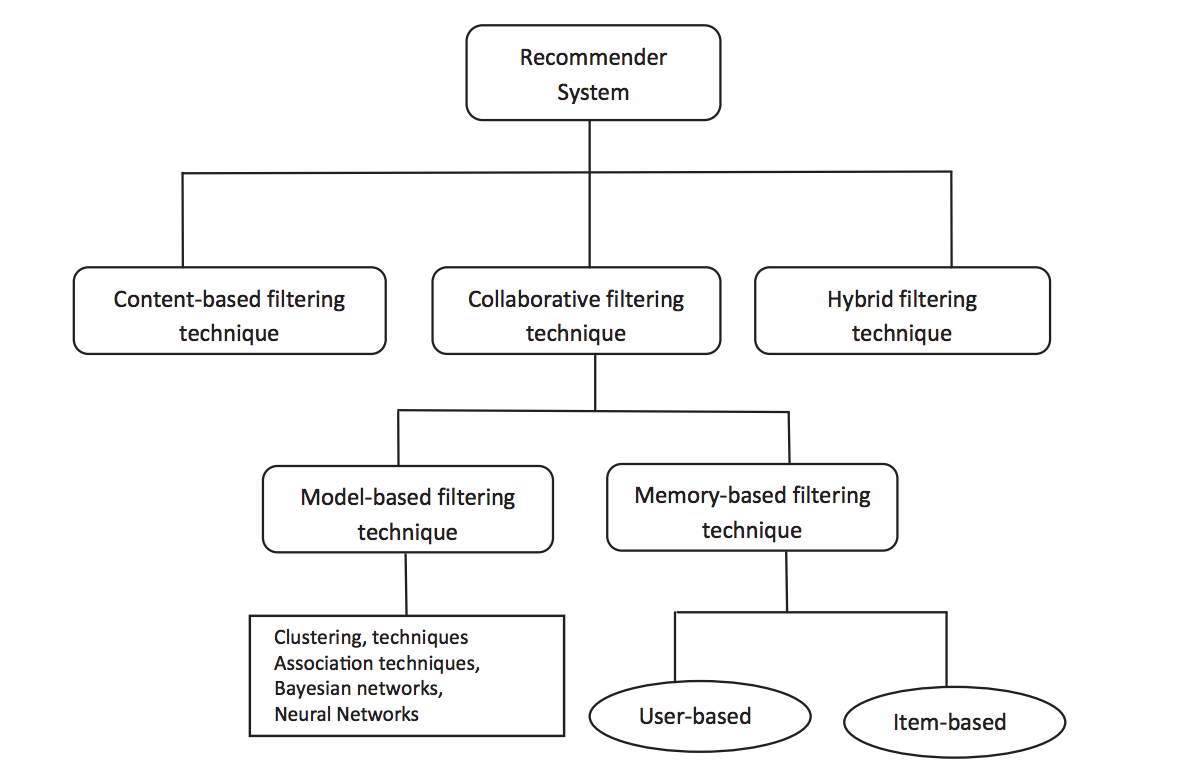 Recommender
System
Content-based filtering
technique
Collaborative filtering
technique
Hybrid filtering
technique
Model-based filtering
technique
Memory-based filtering
technique
Clustering, techniques
Association techniques,
Bayesian networks,
Neural Networks
User-based
Item-based